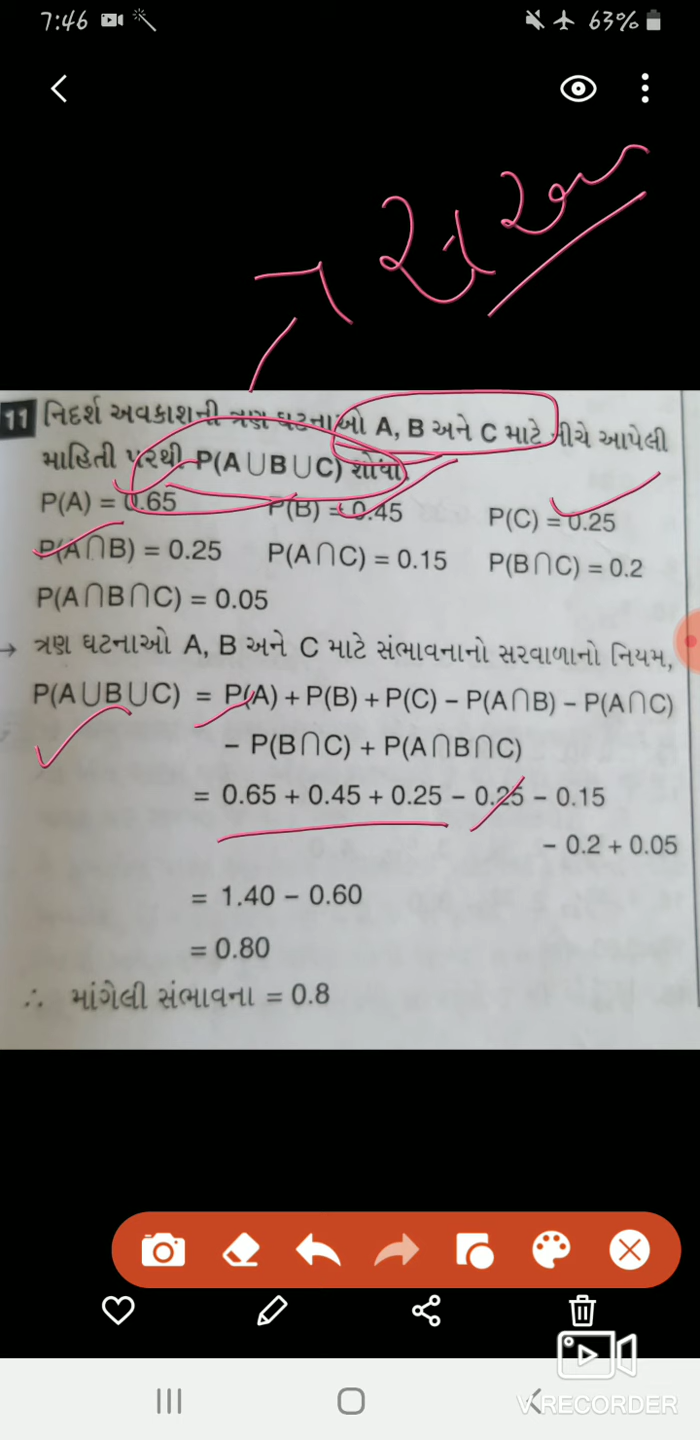 7:46
63%
11 નિદર્શ અવકાશની ત્રણ ઘટનાઓ A, B અને C માટે નીચે આપેલી
માહિતી પરથી P(A∪B∪C) શોધો.
P(A) = 0.65 P(B) = 0.45 P(C) = 0.25
P(A∩B) = 0.25 P(A∩C) = 0.15 P(B∩C) = 0.2
P(A∩B∩C) = 0.05
→ ત્રણ ઘટનાઓ A, B અને C માટે સંભાવનાનો સરવાળાનો નિયમ,
P(A∪B∪C) = P(A) + P(B) + P(C) – P(A∩B) – P(A∩C)
– P(B∩C) + P(A∩B∩C)
= 0.65 + 0.45 + 0.25 – 0.25 – 0.15
– 0.2 + 0.05
= 1.40 – 0.60
= 0.80
∴ માંગેલી સંભાવના = 0.8
V RECORDER